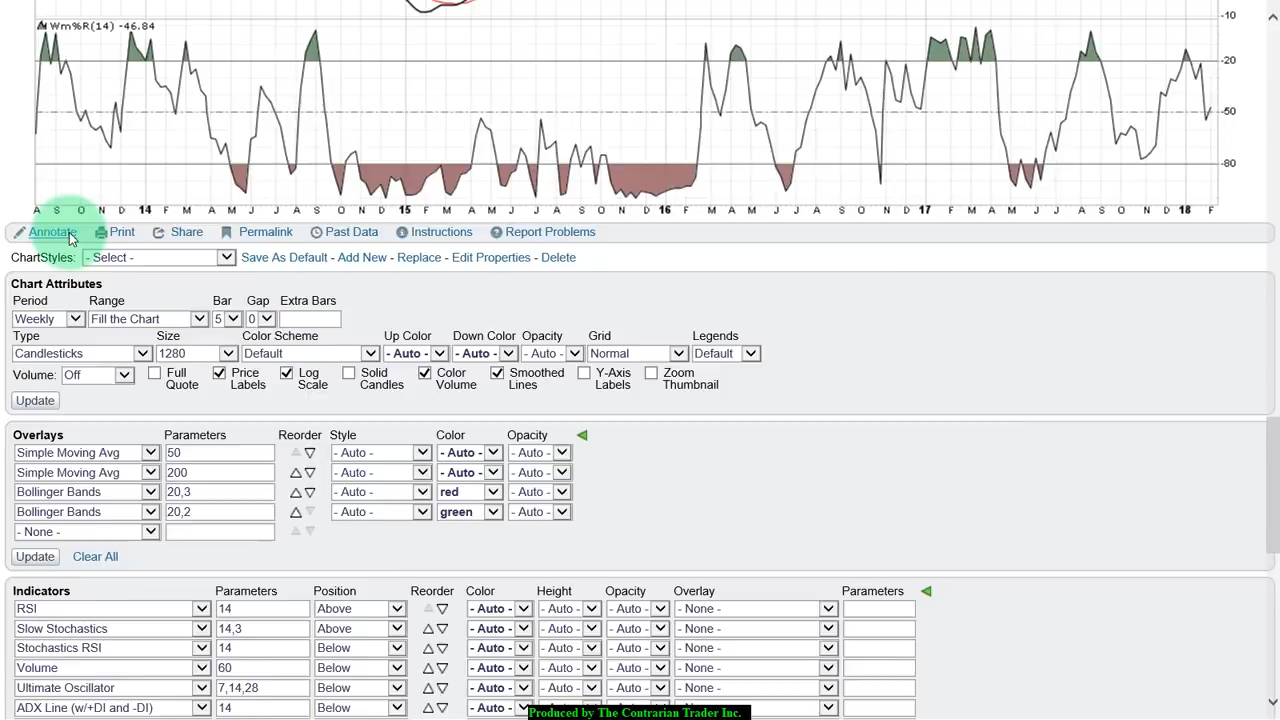 Wm%R(14) -46.84
-10
-20
-50
-80
A S O N D 14 F M A M J J A S O N D 15 F M A M J J A S O N D 16 F M A M J J A S O N D 17 F M A M J J A S O N D 18 F
Annotate Print Share Permalink Past Data Instructions Report Problems
ChartStyles: - Select - Save As Default - Add New - Replace - Edit Properties - Delete
Chart Attributes
Period Range Bar Gap Extra Bars
Weekly Fill the Chart 5 0
Type Size Color Scheme Up Color Down Color Opacity Grid Legends
Candlesticks 1280 Default - Auto - - Auto - - Auto - Normal Default
Volume: Off Full Quote Price Labels Log Scale Solid Candles Color Volume Smoothed Lines Y-Axis Labels Zoom Thumbnail
Update
Overlays Parameters Reorder Style Color Opacity
Simple Moving Avg 50 - Auto - - Auto - - Auto -
Simple Moving Avg 200 - Auto - - Auto - - Auto -
Bollinger Bands 20,3 - Auto - red - Auto -
Bollinger Bands 20,2 - Auto - green - Auto -
- None -
Update Clear All
Indicators Parameters Position Reorder Color Height Opacity Overlay Parameters
RSI 14 Above - Auto - - Auto - - Auto - - None -
Slow Stochastics 14,3 Above - Auto - - Auto - - Auto - - None -
Stochastics RSI 14 Below - Auto - - Auto - - Auto - - None -
Volume 60 Below - Auto - - Auto - - Auto - - None -
Ultimate Oscillator 7,14,28 Below - Auto - - Auto - - Auto - - None -
ADX Line (w/+DI and -DI) 14 Below - Auto - - Auto - - Auto - - None -
Produced by The Contrarian Trader Inc.